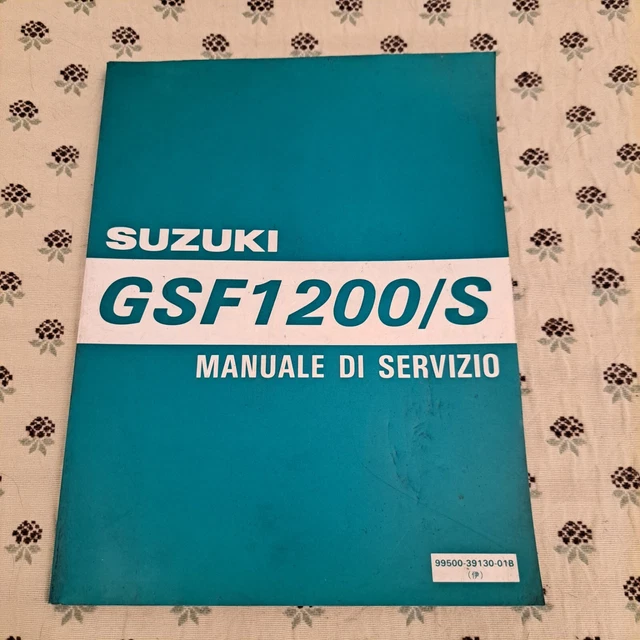 SUZUKI
GSF1200/S
MANUALE DI SERVIZIO
99500-39130-01B
(伊)